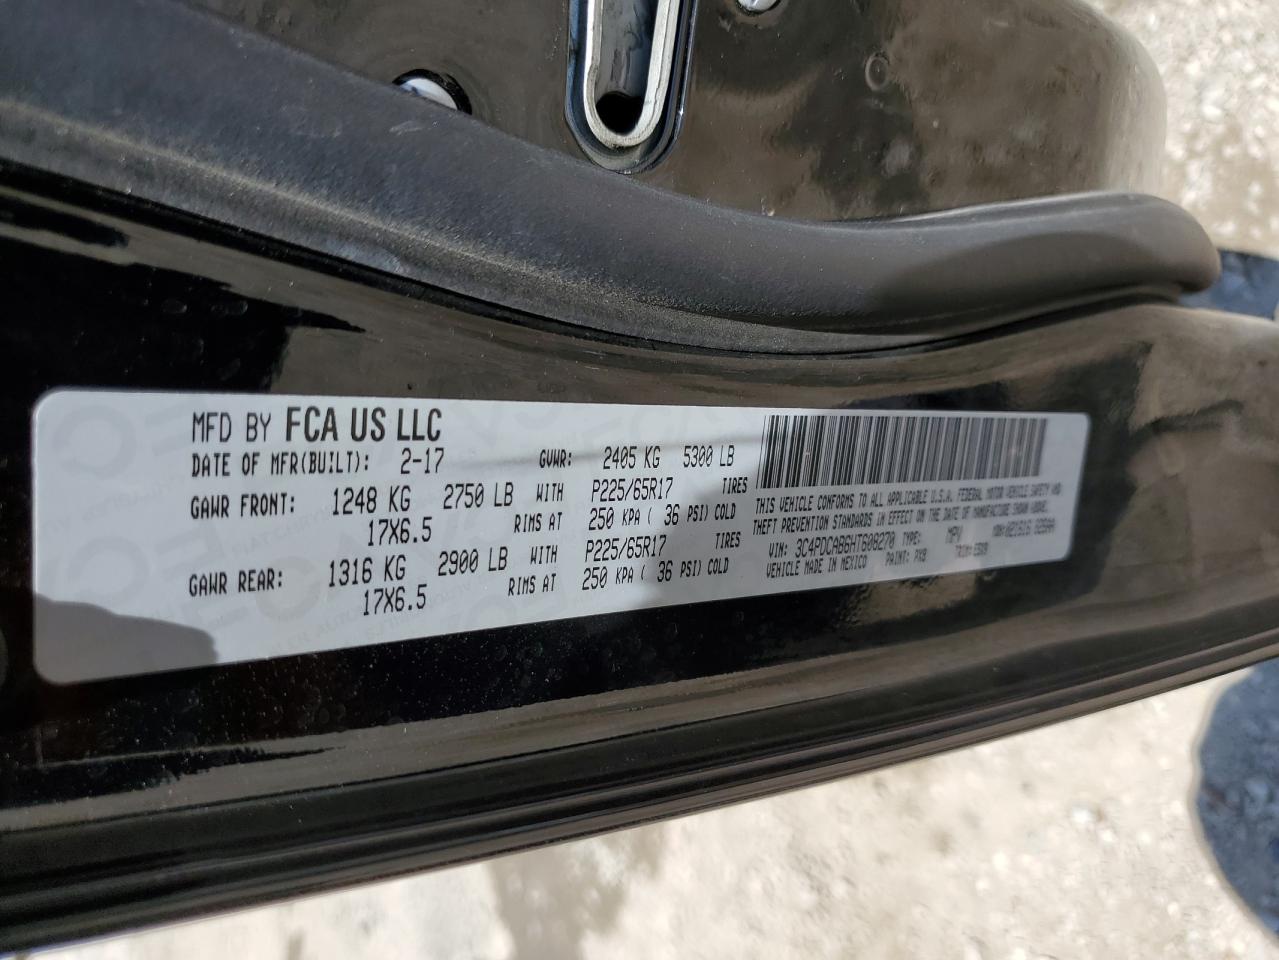 MFD BY FCA US LLC
DATE OF MFR(BUILT): 2-17 GVWR: 2405 KG 5300 LB
GAWR FRONT: 1248 KG 2750 LB WITH P225/65R17 TIRES
17X6.5 RIMS AT 250 KPA ( 36 PSI) COLD
GAWR REAR: 1316 KG 2900 LB WITH P225/65R17 TIRES
17X6.5 RIMS AT 250 KPA ( 36 PSI) COLD
THIS VEHICLE CONFORMS TO ALL APPLICABLE U.S.A. FEDERAL MOTOR VEHICLE SAFETY AND
THEFT PREVENTION STANDARDS IN EFFECT ON THE DATE OF MANUFACTURE SHOWN ABOVE.
VIN: 3C4PDCAB6HT608270 TYPE: MPV
VEHICLE MADE IN MEXICO PAINT: PX8 TRIM: